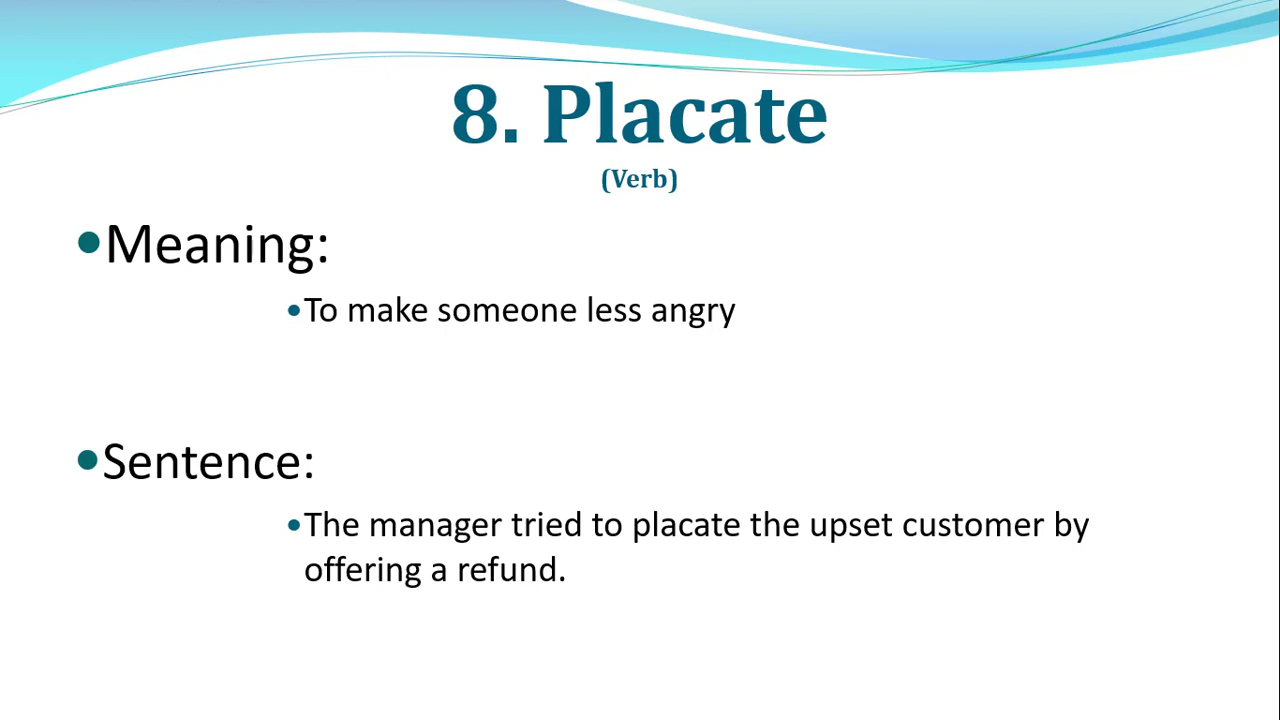 8. Placate
(Verb)
•Meaning:
•To make someone less angry
•Sentence:
•The manager tried to placate the upset customer by
offering a refund.